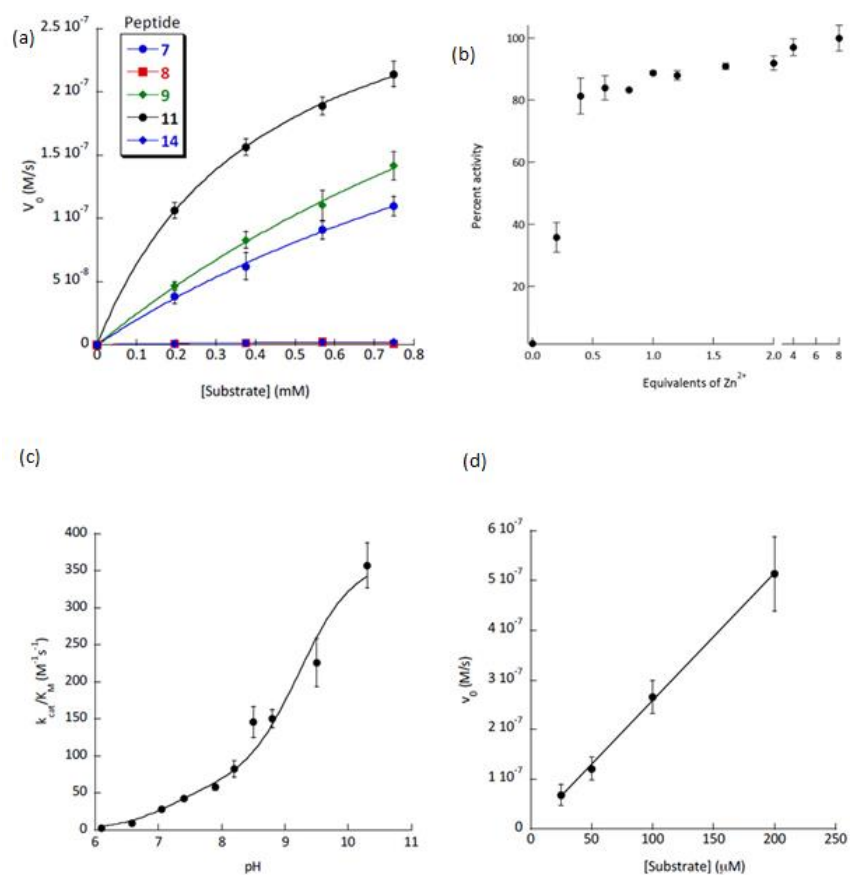 (a)
Peptide
7
8
9
11
14
V₀ (M/s)
2.5 10⁻⁷
2 10⁻⁷
1.5 10⁻⁷
1 10⁻⁷
5 10⁻⁸
0
0 0.1 0.2 0.3 0.4 0.5 0.6 0.7 0.8
[Substrate] (mM)
(b)
Percent activity
100
80
60
40
20
0.0 0.5 1.0 1.5 2.0 4 6 8
Equivalents of Zn²⁺
(c)
k_cat/K_M (M⁻¹s⁻¹)
400
350
300
250
200
150
100
50
0
6 7 8 9 10 11
pH
(d)
v₀ (M/s)
6 10⁻⁷
5 10⁻⁷
4 10⁻⁷
3 10⁻⁷
2 10⁻⁷
1 10⁻⁷
0
0 50 100 150 200 250
[Substrate] (μM)